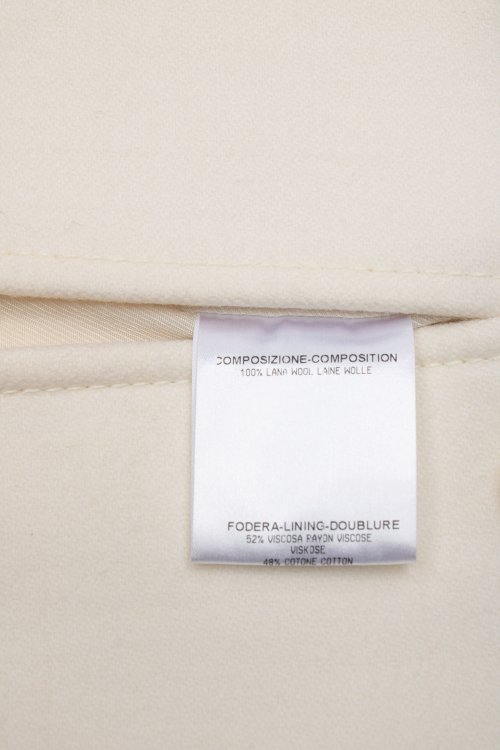 COMPOSIZIONE-COMPOSITION
100% LANA WOOL LAINE WOLLE
FODERA-LINING-DOUBLURE
52% VISCOSA RAYON VISCOSE
VISKOSE
48% COTONE COTTON